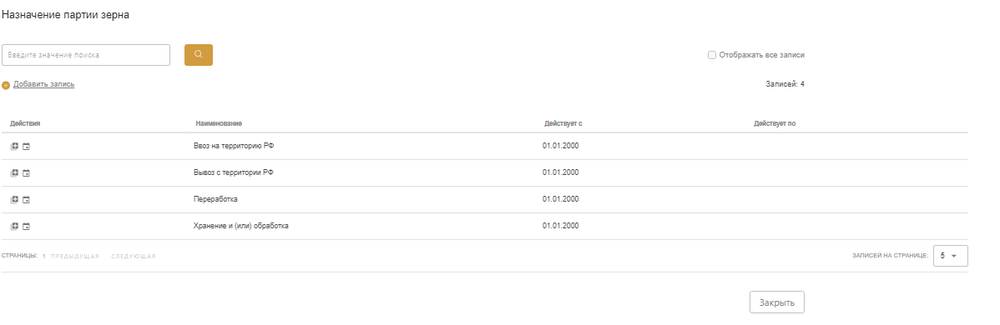 Назначение партии зерна
Введите значение поиска
Отображать все записи
Добавить запись
Записей: 4
Действия Наименование Действует с Действует по
Ввоз на территорию РФ 01.01.2000
Вывоз с территории РФ 01.01.2000
Переработка 01.01.2000
Хранение и (или) обработка 01.01.2000
СТРАНИЦЫ: 1 ПРЕДЫДУЩАЯ СЛЕДУЮЩАЯ ЗАПИСЕЙ НА СТРАНИЦЕ: 5
Закрыть